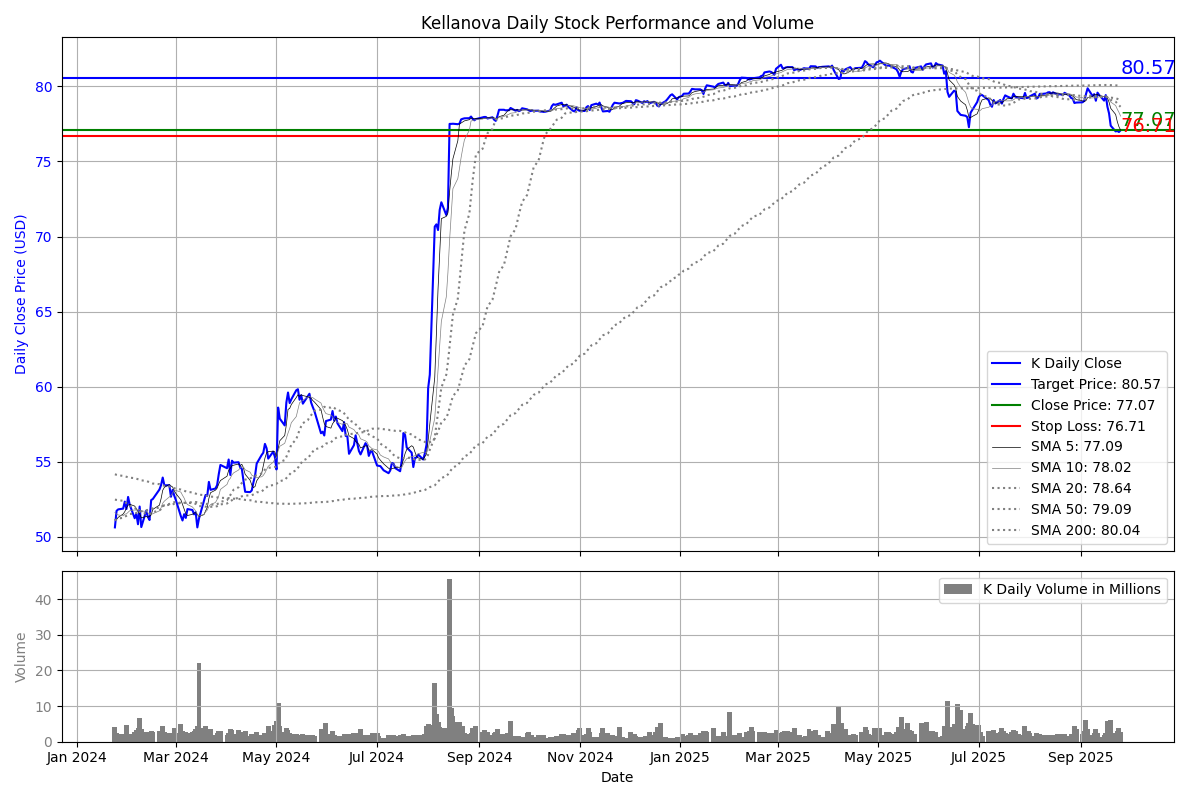 Kellanova Daily Stock Performance and Volume
Daily Close Price (USD)
80
75
70
65
60
55
50
80.57
77.07
76.71
K Daily Close
Target Price: 80.57
Close Price: 77.07
Stop Loss: 76.71
SMA 5: 77.09
SMA 10: 78.02
SMA 20: 78.64
SMA 50: 79.09
SMA 200: 80.04
Volume
40
30
20
10
0
K Daily Volume in Millions
Jan 2024 Mar 2024 May 2024 Jul 2024 Sep 2024 Nov 2024 Jan 2025 Mar 2025 May 2025 Jul 2025 Sep 2025
Date